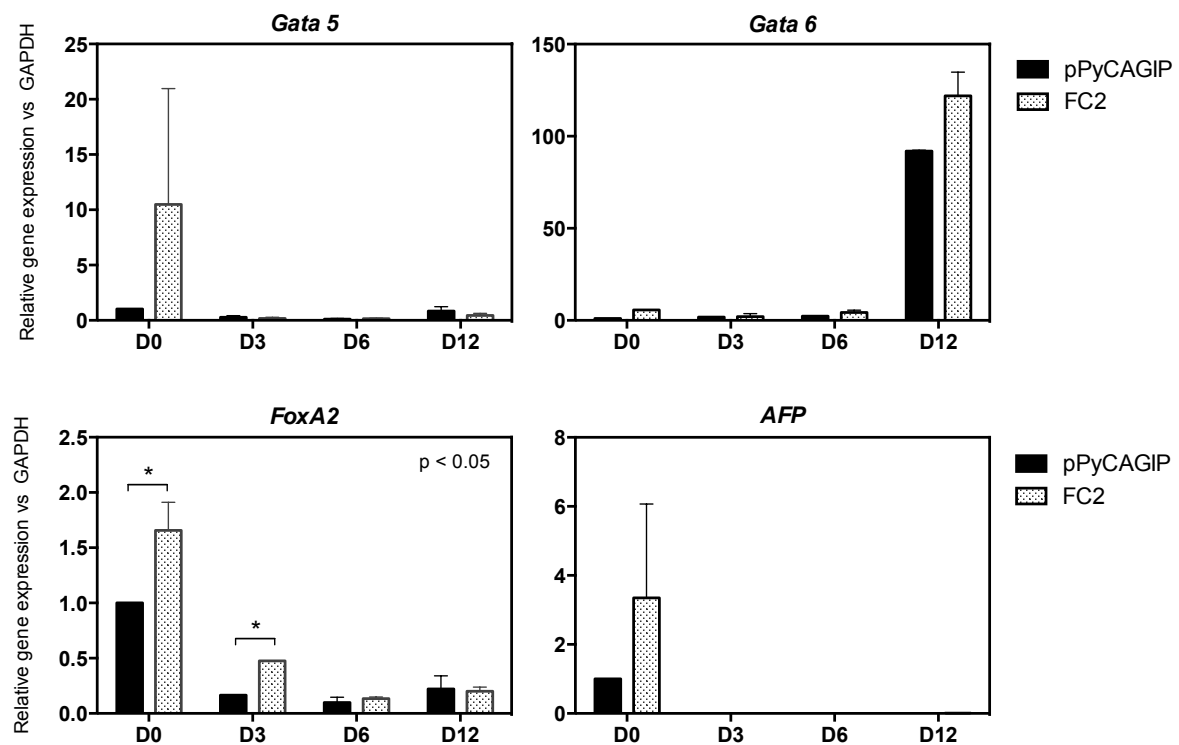 Gata 5
Relative gene expression vs GAPDH
25
20
15
10
5
0
D0 D3 D6 D12
Gata 6
150
100
50
0
D0 D3 D6 D12
pPyCAGIP
FC2
FoxA2
Relative gene expression vs GAPDH
2.5
2.0
1.5
1.0
0.5
0.0
p < 0.05
*
*
D0 D3 D6 D12
AFP
8
6
4
2
0
D0 D3 D6 D12
pPyCAGIP
FC2